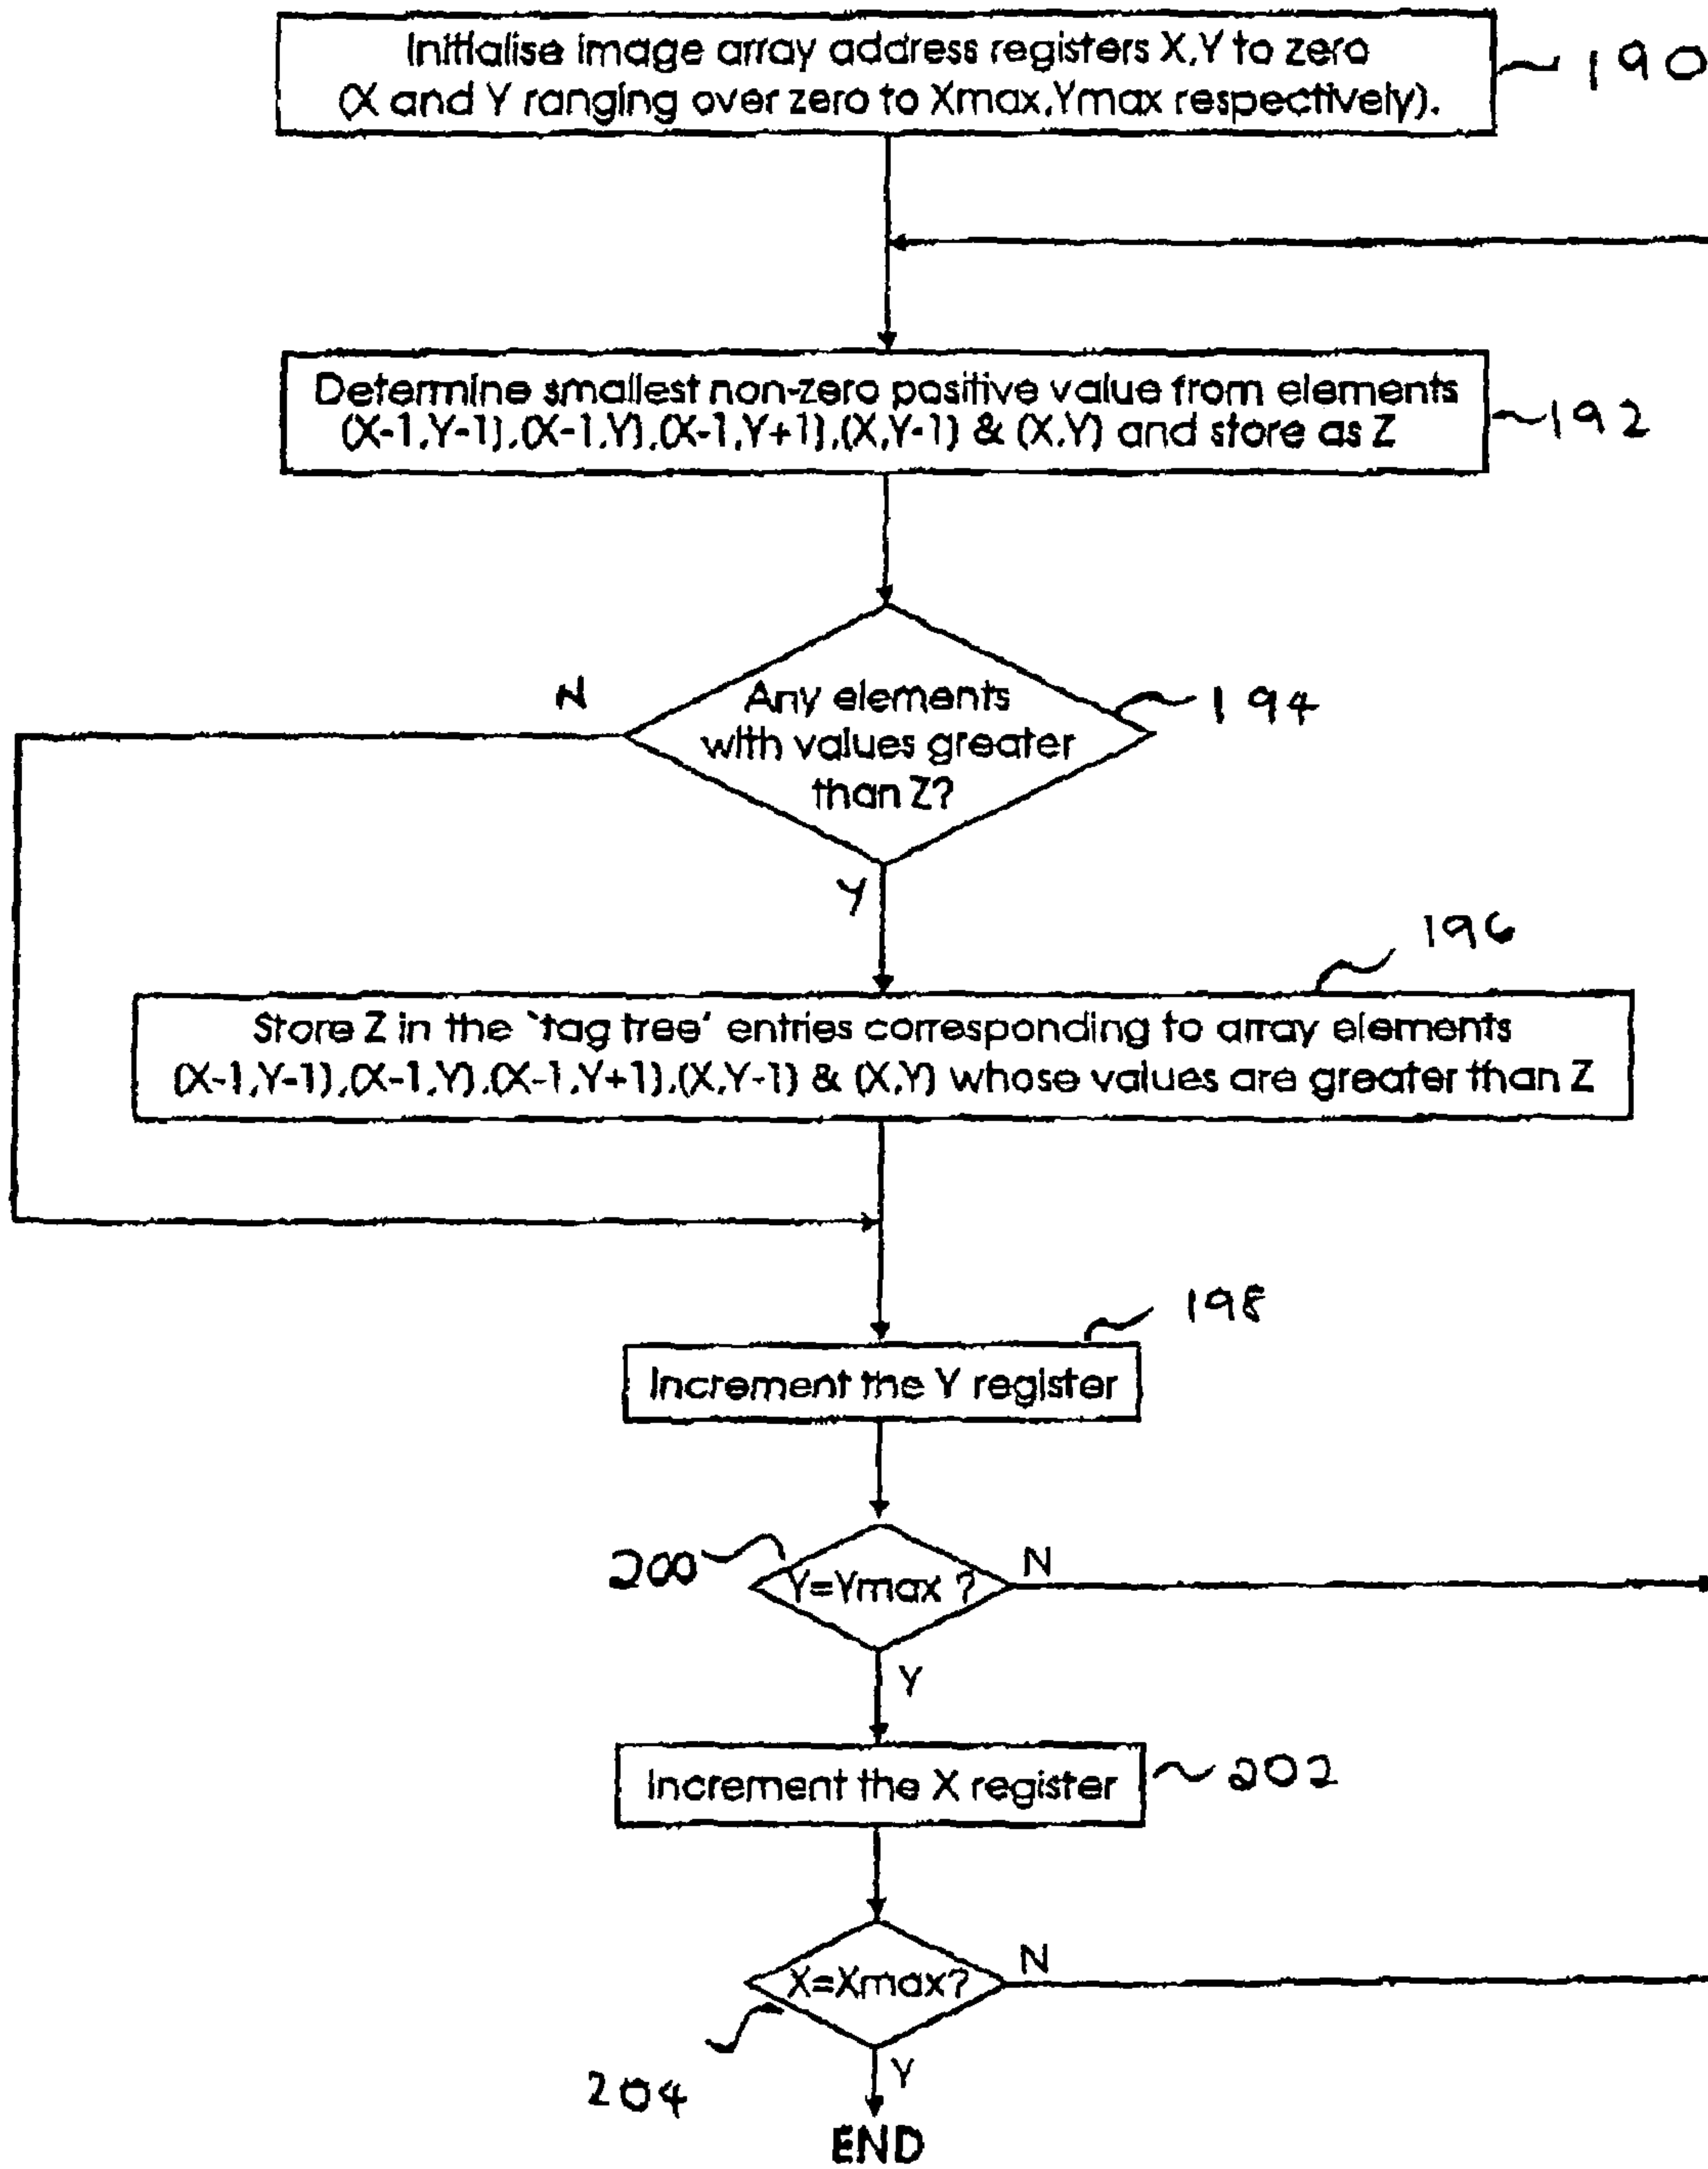 Initialise image array address registers X,Y to zero
(X and Y ranging over zero to Xmax,Ymax respectively).
190
Determine smallest non-zero positive value from elements
(X-1,Y-1),(X-1,Y),(X-1,Y+1),(X,Y-1) & (X,Y) and store as Z
192
N
Any elements
with values greater
than Z?
194
Y
196
Store Z in the `tag tree' entries corresponding to array elements
(X-1,Y-1),(X-1,Y),(X-1,Y+1),(X,Y-1) & (X,Y) whose values are greater than Z
198
Increment the Y register
200
Y=Ymax ?
N
Y
Increment the X register
202
X=Xmax?
N
204
Y
END